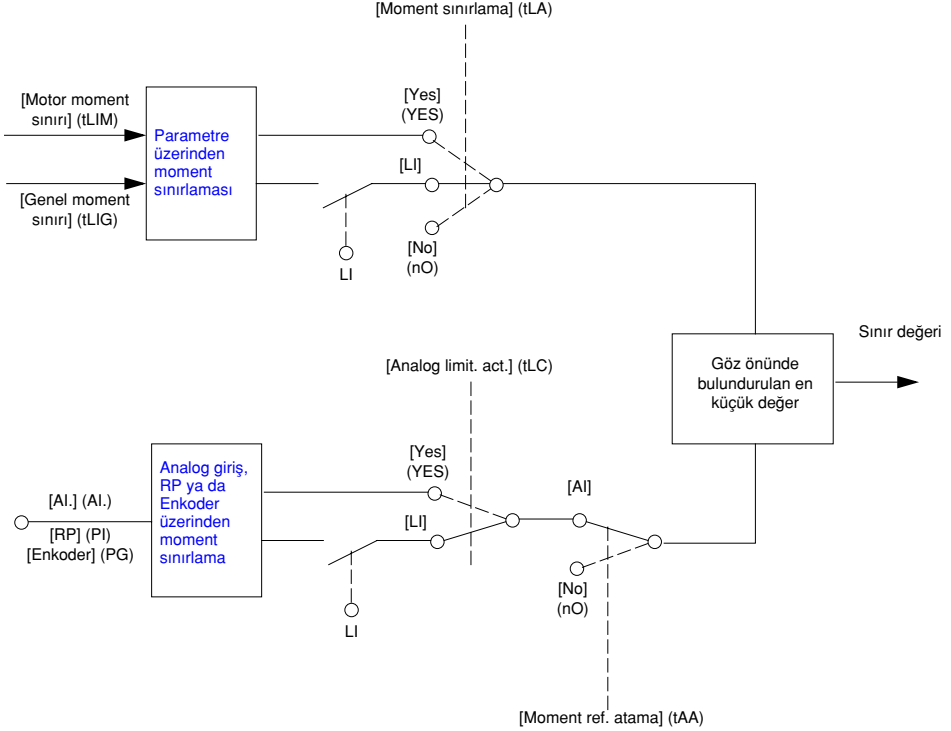 [Moment sınırlama] (tLA)
[Motor moment
sınırı] (tLIM)
[Genel moment
sınırı] (tLIG)
Parametre
üzerinden
moment
sınırlaması
[Yes]
(YES)
[LI]
[No]
(nO)
LI
Sınır değeri
Göz önünde
bulundurulan en
küçük değer
[Analog limit. act.] (tLC)
[AI.] (AI.)
[RP] (PI)
[Enkoder] (PG)
Analog giriş,
RP ya da
Enkoder
üzerinden
moment
sınırlama
[Yes]
(YES)
[LI]
LI
[AI]
[No]
(nO)
[Moment ref. atama] (tAA)